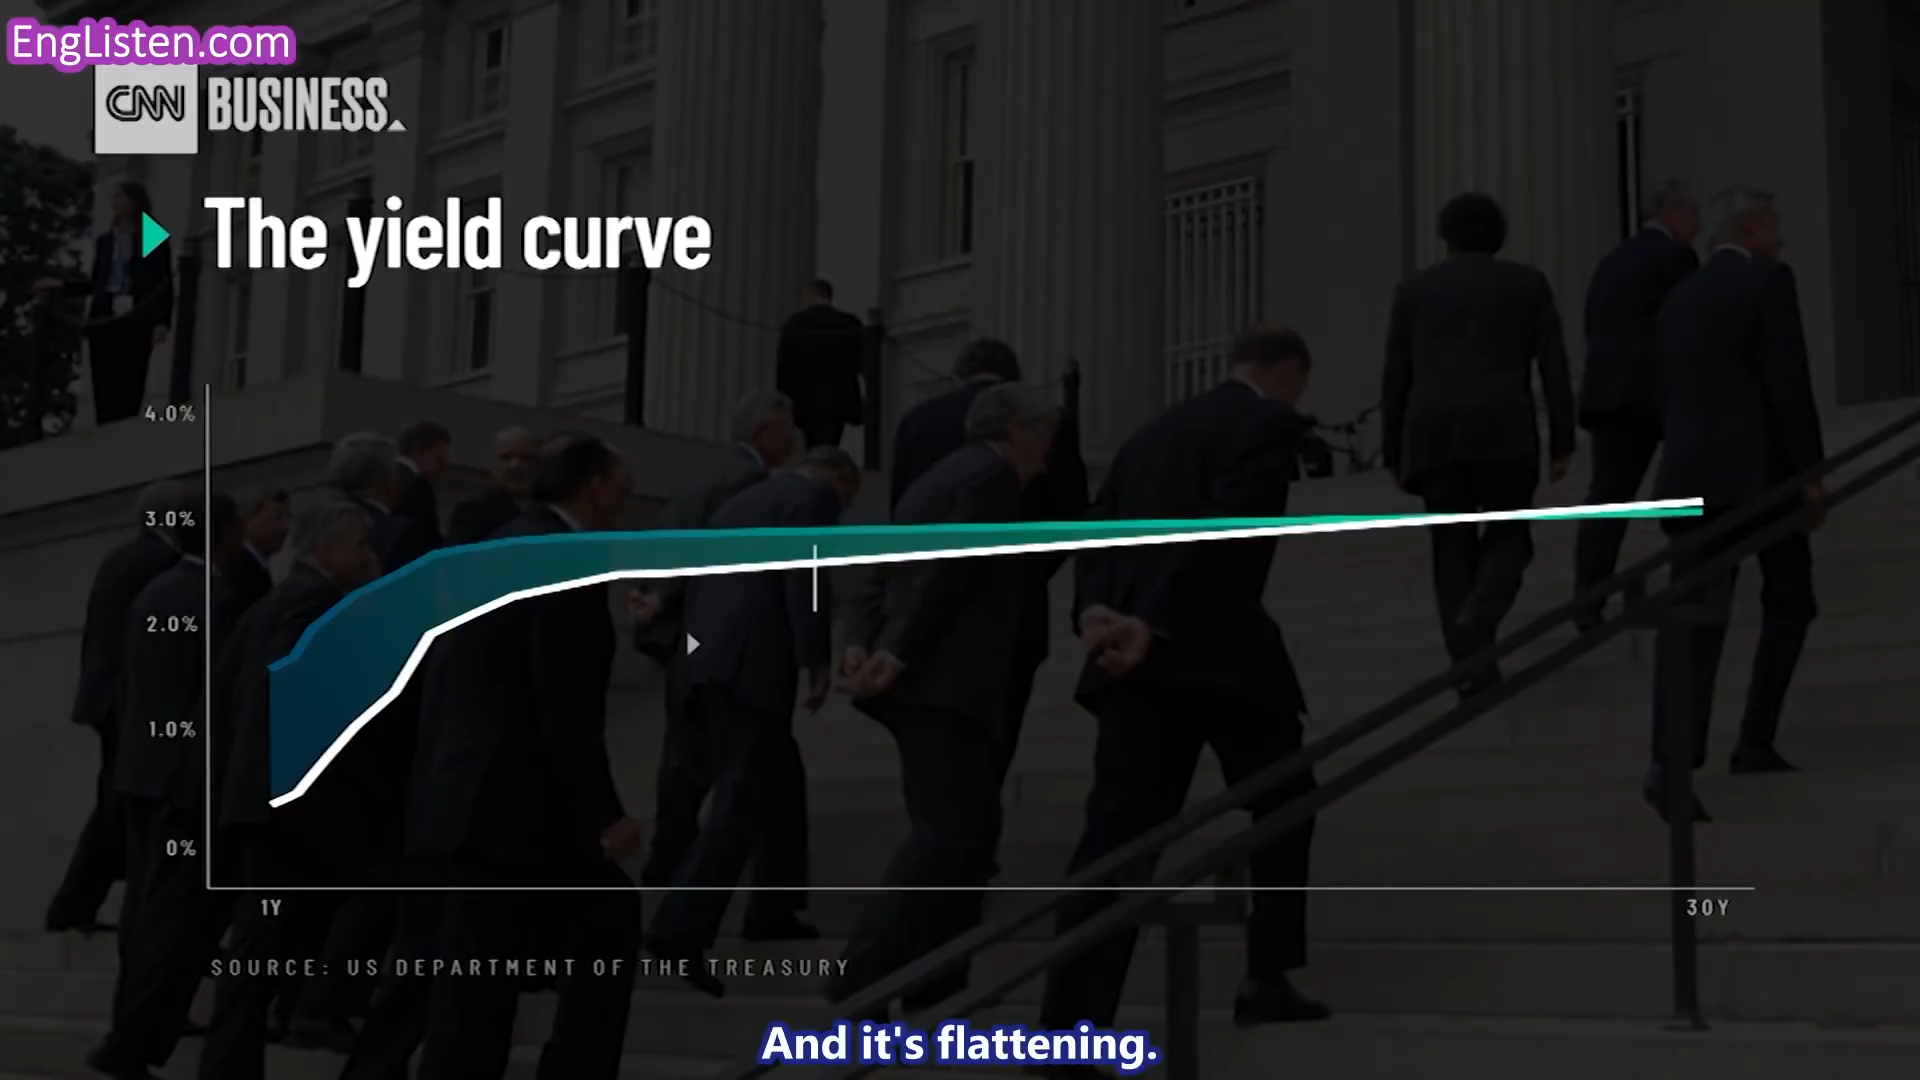 EngListen.com
CNN BUSINESS
The yield curve
4.0%
3.0%
2.0%
1.0%
0%
1Y
30Y
SOURCE: US DEPARTMENT OF THE TREASURY
And it's flattening.